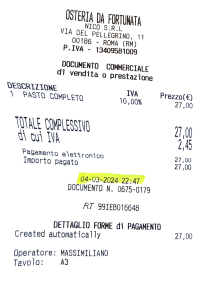 OSTERIA DA FORTUNATA
NICO S.R.L
VIA DEL PELLEGRINO, 11
00186 - ROMA (RM)
P.IVA - 13409581009
DOCUMENTO COMMERCIALE
di vendita o prestazione
DESCRIZIONE IVA Prezzo(€)
1 PASTO COMPLETO 10,00% 27,00
TOTALE COMPLESSIVO 27,00
di cui IVA 2,45
Pagamento elettronico 27,00
Importo pagato 27,00
04-03-2024 22:47
DOCUMENTO N. 0675-0179
RT 99IEB016648
DETTAGLIO FORME di PAGAMENTO
Created automatically 27,00
Operatore: MASSIMILIANO
Tavolo: A3